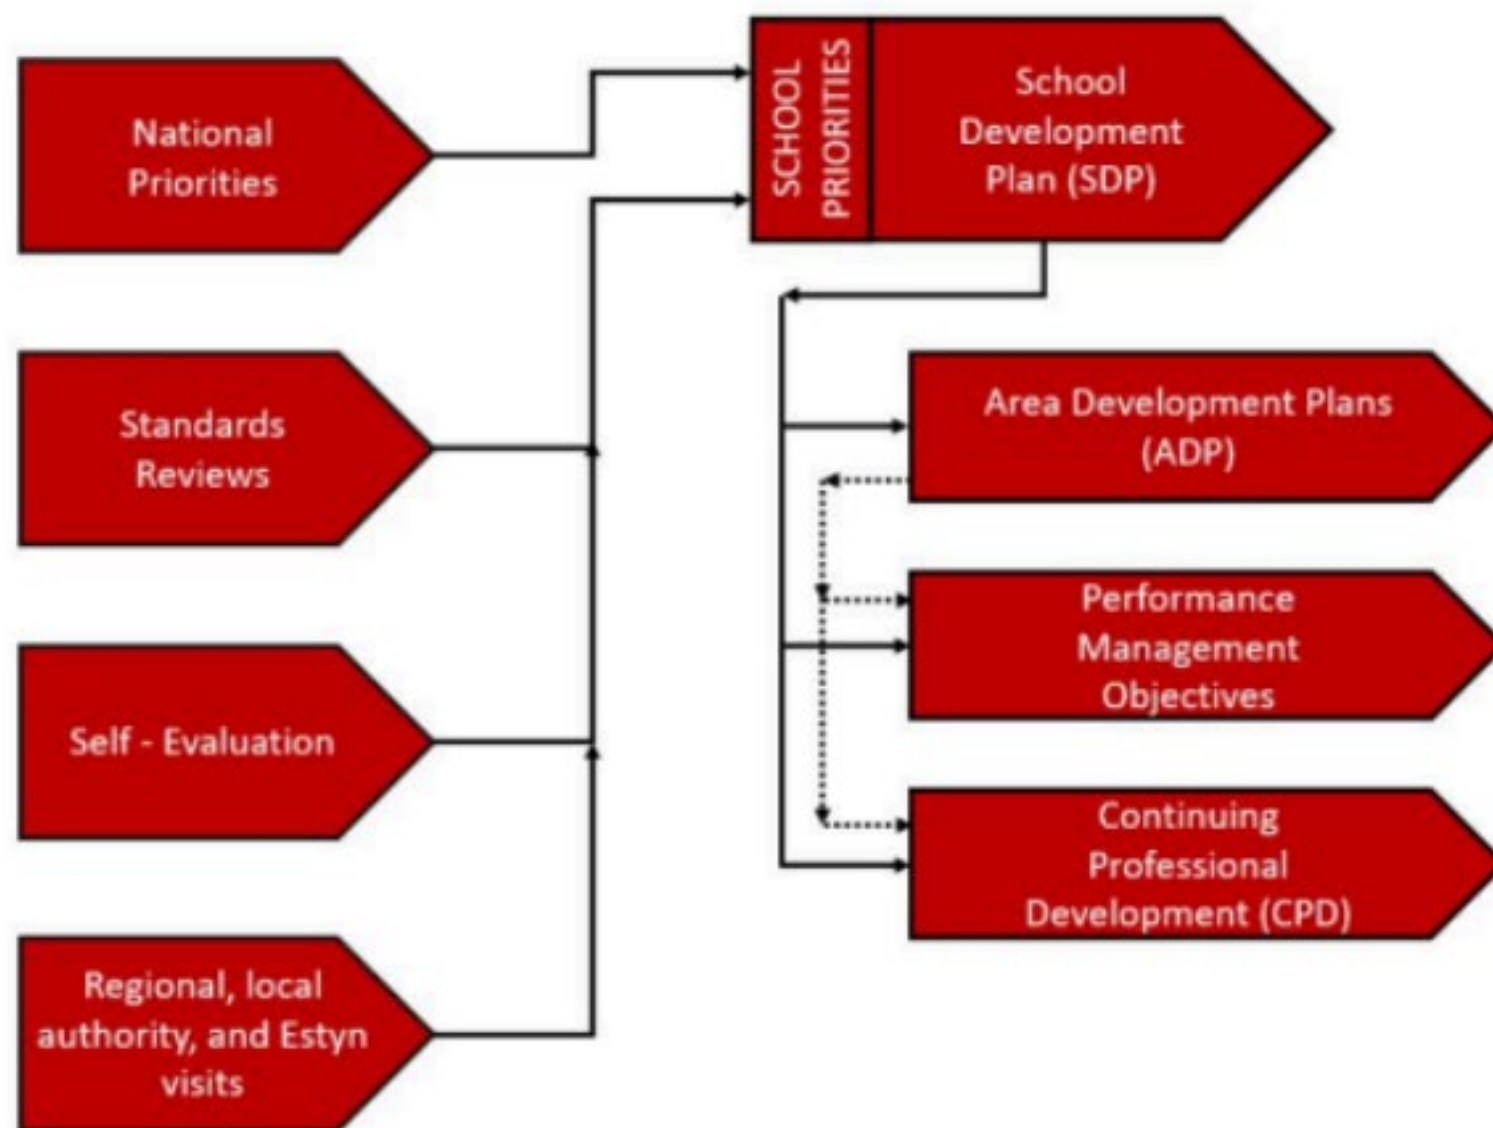 National
Priorities
Standards
Reviews
Self - Evaluation
Regional, local
authority, and Estyn
visits
SCHOOL
PRIORITIES
School
Development
Plan (SDP)
Area Development Plans
(ADP)
Performance
Management
Objectives
Continuing
Professional
Development (CPD)